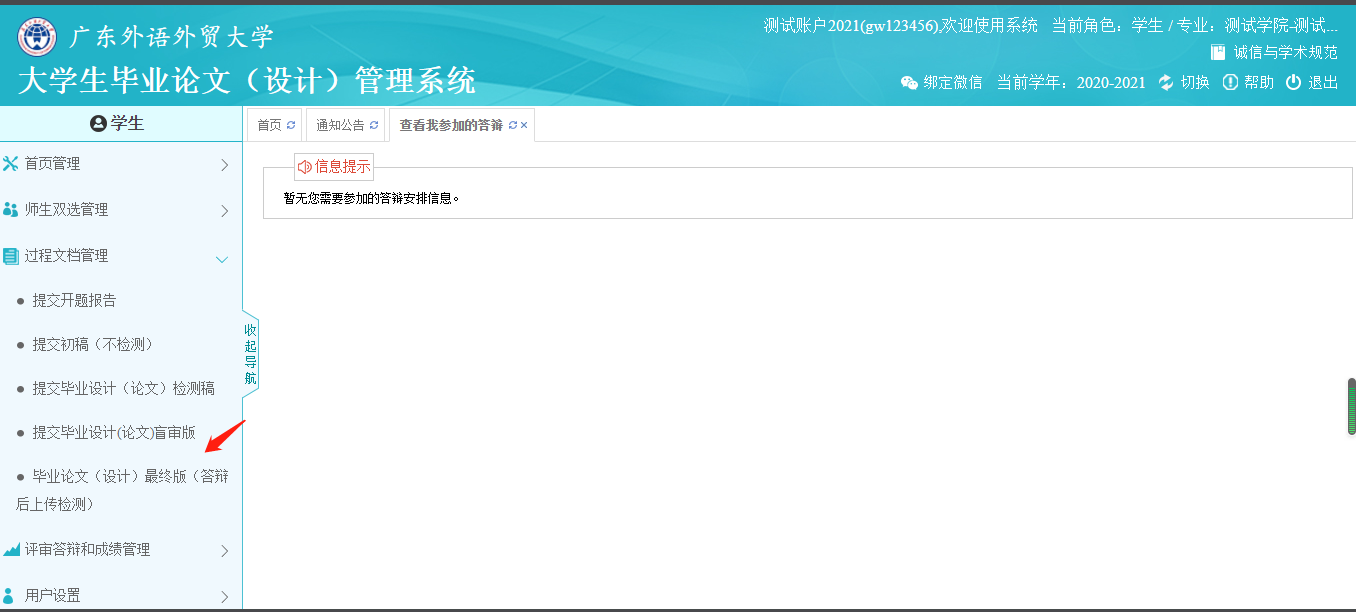 广东外语外贸大学
大学生毕业论文（设计）管理系统
测试账户2021(gw123456),欢迎使用系统 当前角色：学生 / 专业：测试学院-测试...
诚信与学术规范
绑定微信 当前学年：2020-2021 切换 帮助 退出
学生
首页 通知公告 查看我参加的答辩
首页管理
师生双选管理
过程文档管理
提交开题报告
提交初稿（不检测）
提交毕业设计（论文）检测稿
提交毕业设计(论文)盲审版
毕业论文（设计）最终版（答辩
后上传检测）
评审答辩和成绩管理
用户设置
收起导航
信息提示
暂无您需要参加的答辩安排信息。